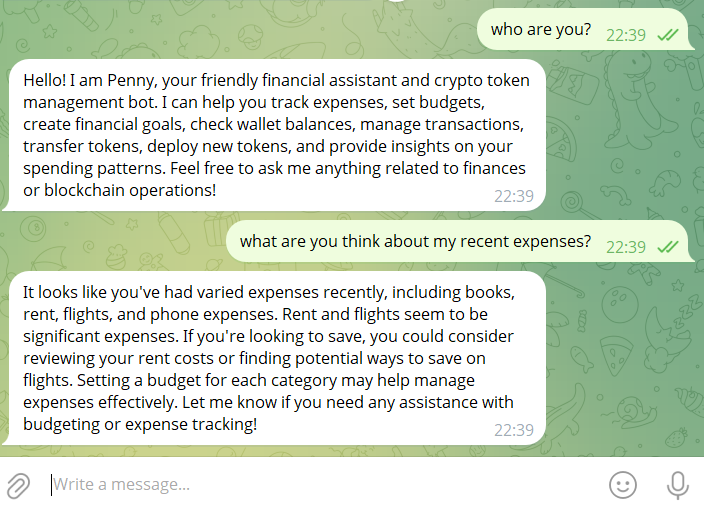 who are you?
22:39
Hello! I am Penny, your friendly financial assistant and crypto token
management bot. I can help you track expenses, set budgets,
create financial goals, check wallet balances, manage transactions,
transfer tokens, deploy new tokens, and provide insights on your
spending patterns. Feel free to ask me anything related to finances
or blockchain operations!
22:39
what are you think about my recent expenses?
22:39
It looks like you've had varied expenses recently, including books,
rent, flights, and phone expenses. Rent and flights seem to be
significant expenses. If you're looking to save, you could consider
reviewing your rent costs or finding potential ways to save on
flights. Setting a budget for each category may help manage
expenses effectively. Let me know if you need any assistance with
budgeting or expense tracking!
22:39
Write a message...